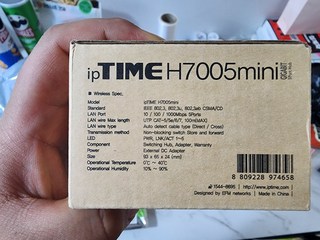 ipTIME H7005mini GIGABIT
■ Wireless Spec.
Model ipTIME H7005mini
Standard IEEE 802.3, 802.3u, 802.3ab CSMA/CD
LAN Port 10 / 100 / 1000Mbps 5Ports
LAN wire Max length UTP CAT-5/5e/6/7, 100m(MAX)
LAN wire type Auto detect cable type (Direct / Cross)
Transmission method Non-blocking switch Store and forward
LED PWR, LNK/ACT 1~5
Component Switching Hub, Adapter, Warranty
Power External DC Adapter
Size 93 x 65 x 24 (mm)
Operational Temperature 0℃ ~ 40℃
Operational Humidity 10% ~ 90%
1544-8695 | http://www.iptime.com
Designed by EFM networks | Made in China
8 809228 974658